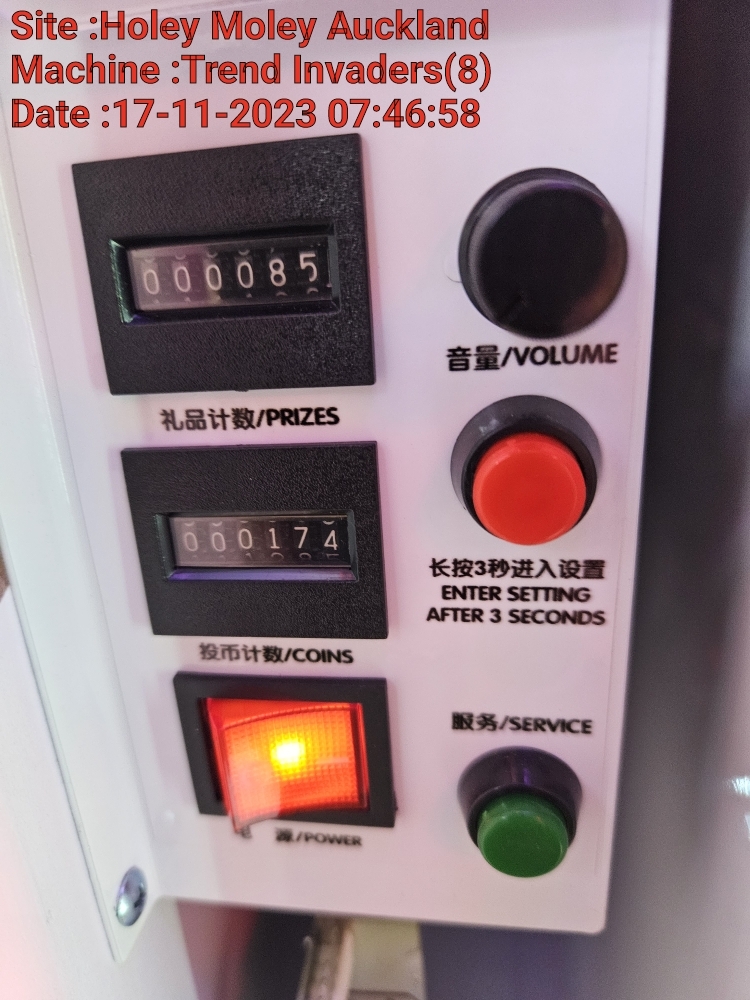 Site :Holey Moley Auckland
Machine :Trend Invaders(8)
Date :17-11-2023 07:46:58
000085
礼品计数/PRIZES
音量/VOLUME
000174
投币计数/COINS
长按3秒进入设置
ENTER SETTING
AFTER 3 SECONDS
服务/SERVICE
源/POWER